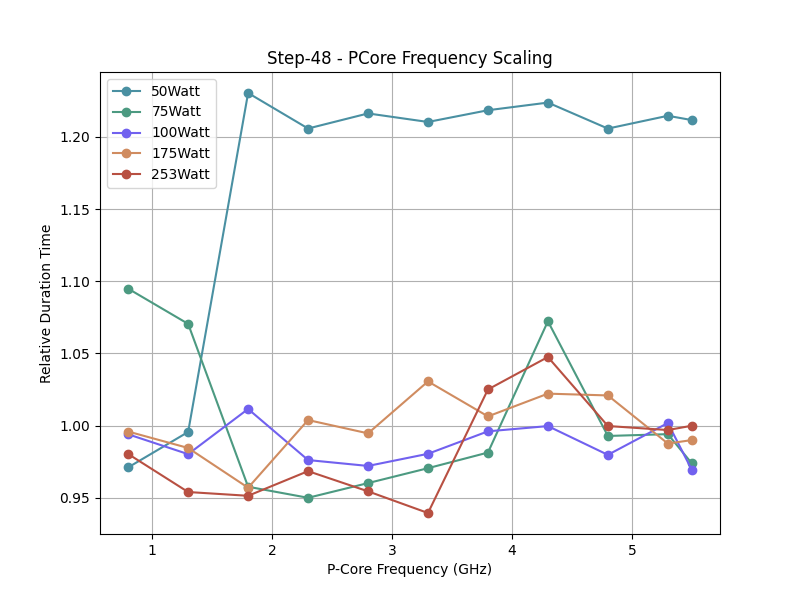 Step-48 - PCore Frequency Scaling
50Watt
75Watt
100Watt
175Watt
253Watt
Relative Duration Time
1.20
1.15
1.10
1.05
1.00
0.95
1 2 3 4 5
P-Core Frequency (GHz)